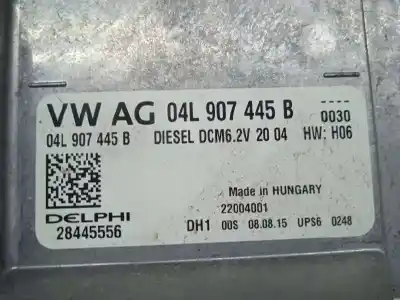 VW AG 04L 907 445 B 0030
04L 907 445 B DIESEL DCM6.2V 20 04 HW: H06
Made in HUNGARY
DELPHI 22004001
28445556 DH1 00S 08.08.15 UPS6 0248